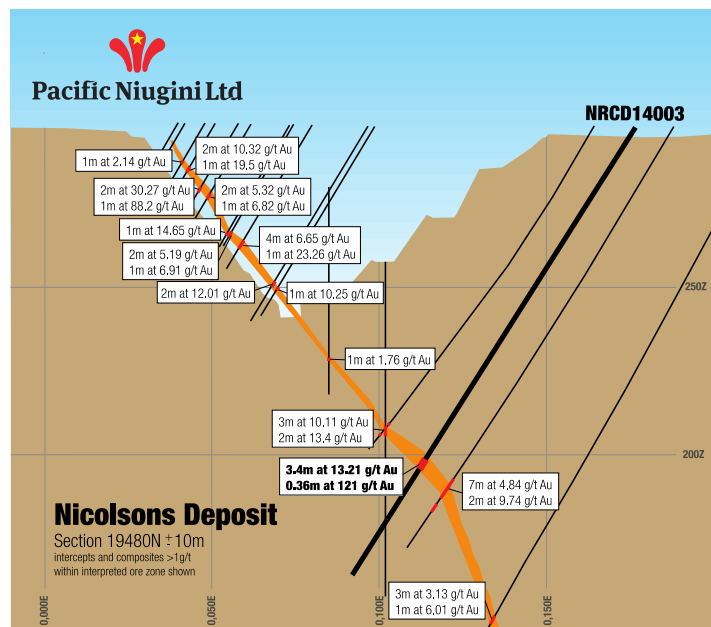 Pacific Niugini Ltd
NRCD14003
1m at 2.14 g/t Au
2m at 10.32 g/t Au
1m at 19.5 g/t Au
2m at 30.27 g/t Au
1m at 88.2 g/t Au
2m at 5.32 g/t Au
1m at 6.82 g/t Au
1m at 14.65 g/t Au
4m at 6.65 g/t Au
1m at 23.26 g/t Au
2m at 5.19 g/t Au
1m at 6.91 g/t Au
2m at 12.01 g/t Au
1m at 10.25 g/t Au
250Z
1m at 1.76 g/t Au
3m at 10.11 g/t Au
2m at 13.4 g/t Au
200Z
3.4m at 13.21 g/t Au
0.36m at 121 g/t Au
7m at 4.84 g/t Au
2m at 9.74 g/t Au
Nicolsons Deposit
Section 19480N ±10m
intercepts and composites >1g/t
within interpreted ore zone shown
3m at 3.13 g/t Au
1m at 6.01 g/t Au
0,000E
0,050E
0,100E
0,150E